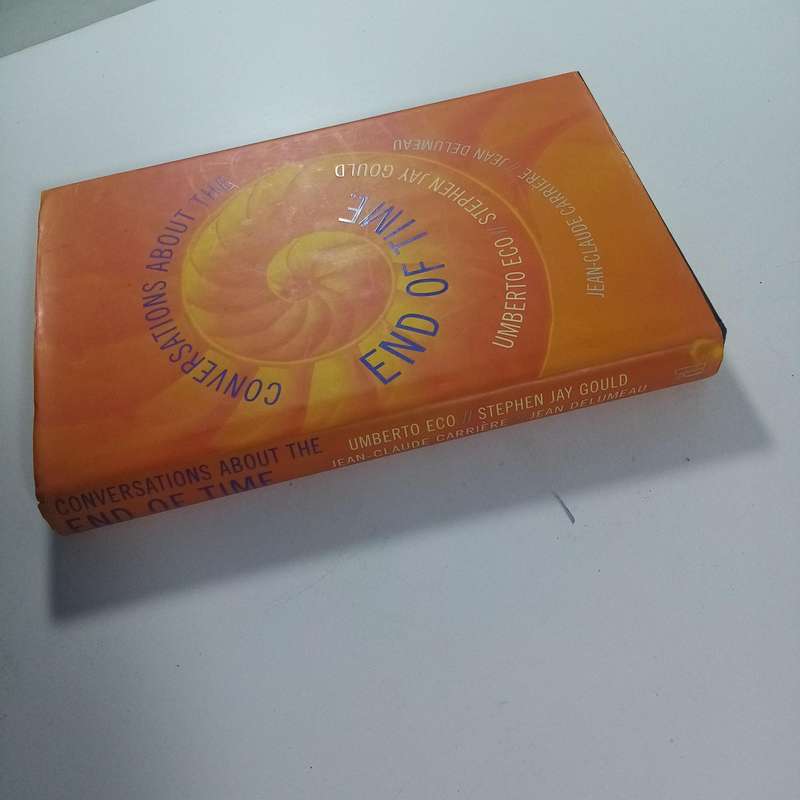 CONVERSATIONS ABOUT THE
END OF TIME
UMBERTO ECO // STEPHEN JAY GOULD
JEAN-CLAUDE CARRIÈRE / JEAN DELUMEAU
CONVERSATIONS ABOUT THE
END OF TIME
UMBERTO ECO // STEPHEN JAY GOULD
JEAN-CLAUDE CARRIÈRE // JEAN DELUMEAU